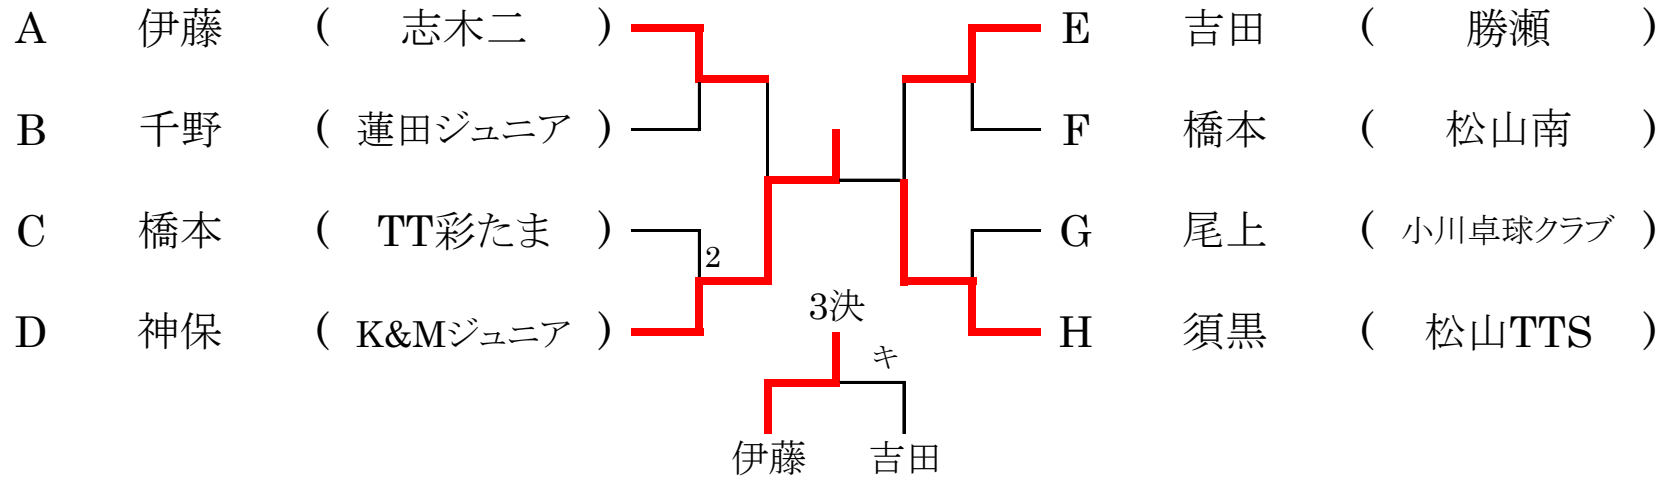 A 伊藤 ( 志木二 ) E 吉田 ( 勝瀬 )
B 千野 ( 蓮田ジュニア ) F 橋本 ( 松山南 )
C 橋本 ( TT彩たま ) G 尾上 ( 小川卓球クラブ )
2
3決
D 神保 ( K&Mジュニア ) H 須黒 ( 松山TTS )
キ
伊藤 吉田